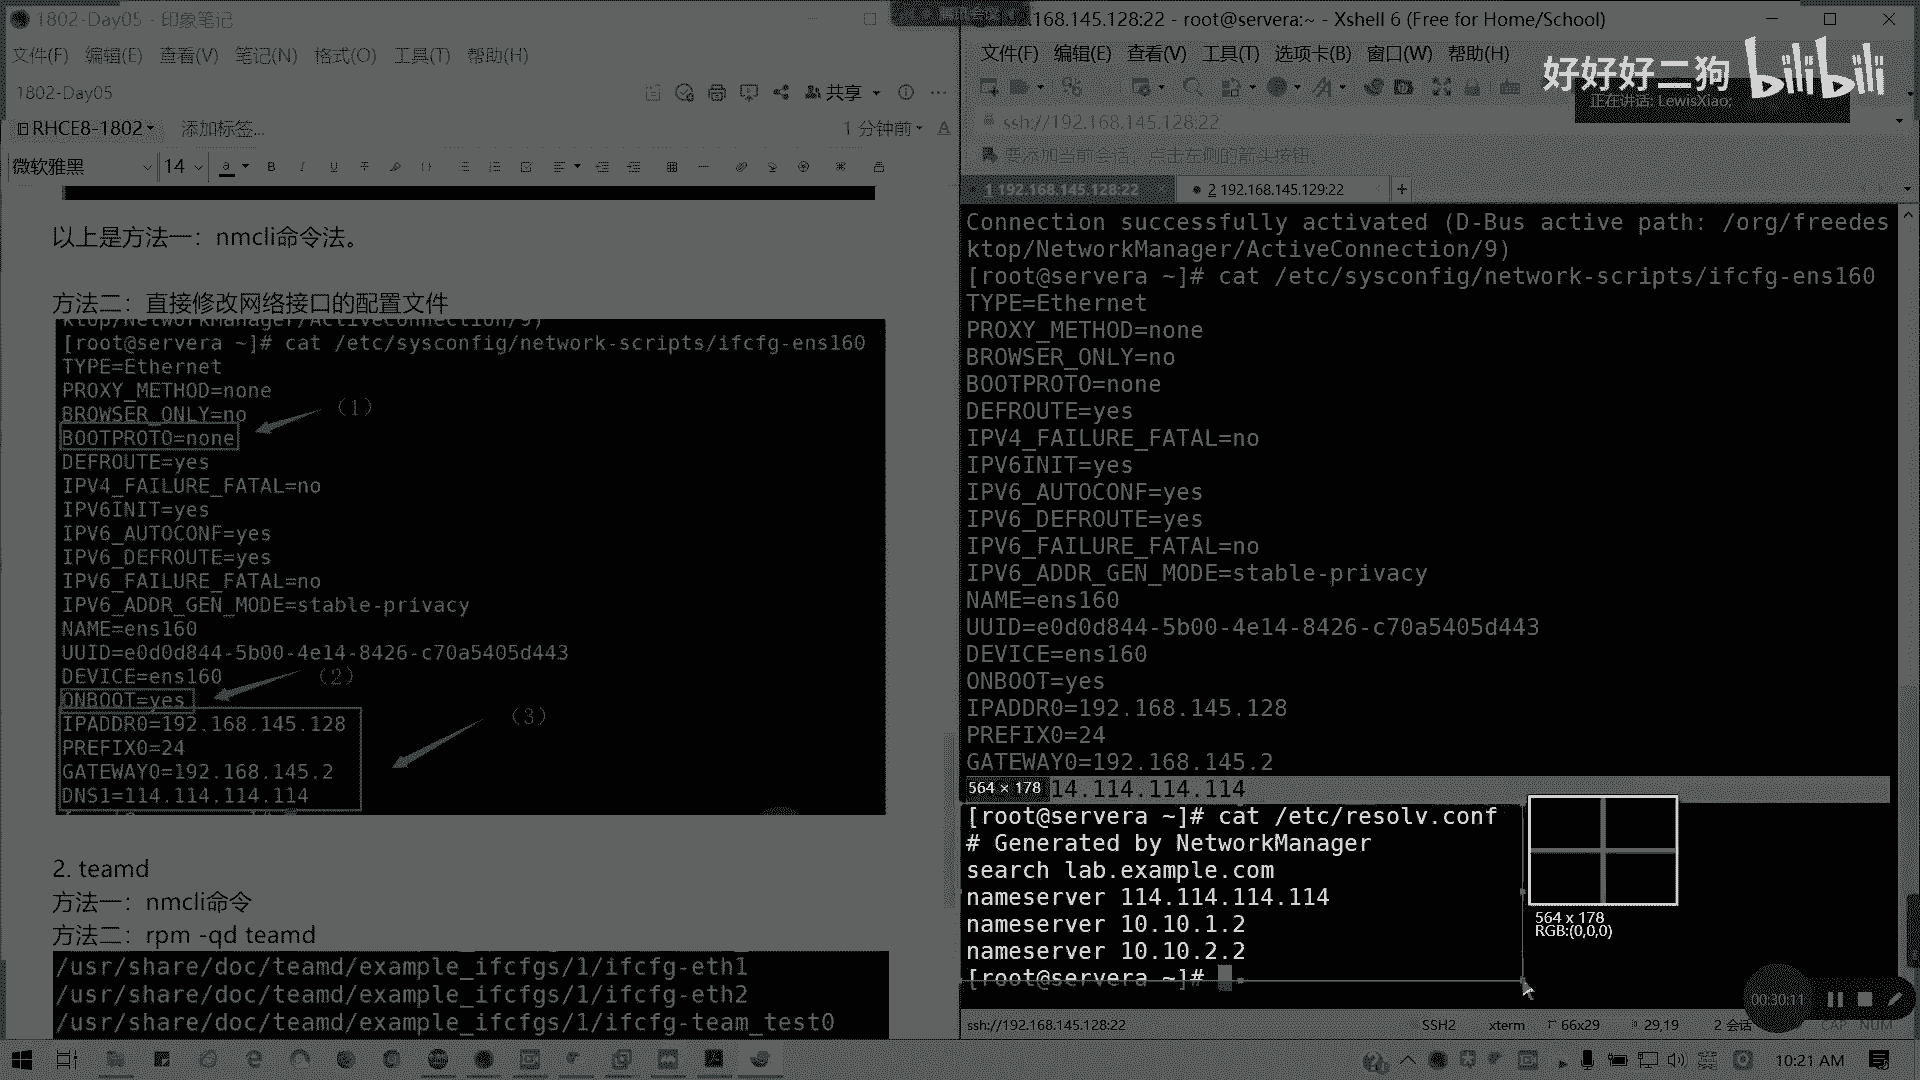 1802-Day05 - 印象笔记
文件(F) 编辑(E) 查看(V) 笔记(N) 格式(O) 工具(T) 帮助(H)
1802-Day05
共享
RHCE8-1802
添加标签...
1 分钟前
微软雅黑
14
以上是方法一：nmcli命令法。
方法二：直接修改网络接口的配置文件
ktop/NetworkManager/ActiveConnection/9)
[root@servera ~]# cat /etc/sysconfig/network-scripts/ifcfg-ens160
TYPE=Ethernet
PROXY_METHOD=none
BROWSER_ONLY=no
（1）
BOOTPROTO=none
DEFROUTE=yes
IPV4_FAILURE_FATAL=no
IPV6INIT=yes
IPV6_AUTOCONF=yes
IPV6_DEFROUTE=yes
IPV6_FAILURE_FATAL=no
IPV6_ADDR_GEN_MODE=stable-privacy
NAME=ens160
UUID=e0d0d844-5b00-4e14-8426-c70a5405d443
DEVICE=ens160
（2）
ONBOOT=yes
（3）
IPADDR0=192.168.145.128
PREFIX0=24
GATEWAY0=192.168.145.2
DNS1=114.114.114.114
2. teamd
方法一：nmcli命令
方法二：rpm -qd teamd
/usr/share/doc/teamd/example_ifcfgs/1/ifcfg-eth1
/usr/share/doc/teamd/example_ifcfgs/1/ifcfg-eth2
/usr/share/doc/teamd/example_ifcfgs/1/ifcfg-team_test0
.168.145.128:22 - root@servera:~ - Xshell 6 (Free for Home/School)
文件(F) 编辑(E) 查看(V) 工具(T) 选项卡(B) 窗口(W) 帮助(H)
好好好二狗 bilibili
正在讲话: LewisXiao;
ssh://192.168.145.128:22
要添加当前会话，点击左侧的箭头按钮。
1 192.168.145.128:22
2 192.168.145.129:22
Connection successfully activated (D-Bus active path: /org/freedes
ktop/NetworkManager/ActiveConnection/9)
[root@servera ~]# cat /etc/sysconfig/network-scripts/ifcfg-ens160
TYPE=Ethernet
PROXY_METHOD=none
BROWSER_ONLY=no
BOOTPROTO=none
DEFROUTE=yes
IPV4_FAILURE_FATAL=no
IPV6INIT=yes
IPV6_AUTOCONF=yes
IPV6_DEFROUTE=yes
IPV6_FAILURE_FATAL=no
IPV6_ADDR_GEN_MODE=stable-privacy
NAME=ens160
UUID=e0d0d844-5b00-4e14-8426-c70a5405d443
DEVICE=ens160
ONBOOT=yes
IPADDR0=192.168.145.128
PREFIX0=24
GATEWAY0=192.168.145.2
564 × 178 14.114.114.114
[root@servera ~]# cat /etc/resolv.conf
# Generated by NetworkManager
search lab.example.com
nameserver 114.114.114.114
nameserver 10.10.1.2
nameserver 10.10.2.2
[root@servera ~]#
564 x 178
RGB:(0,0,0)
00:30:11
ssh://192.168.145.128:22
SSH2
xterm
66x29
29,19
2 会话
CAP NUM
10:21 AM